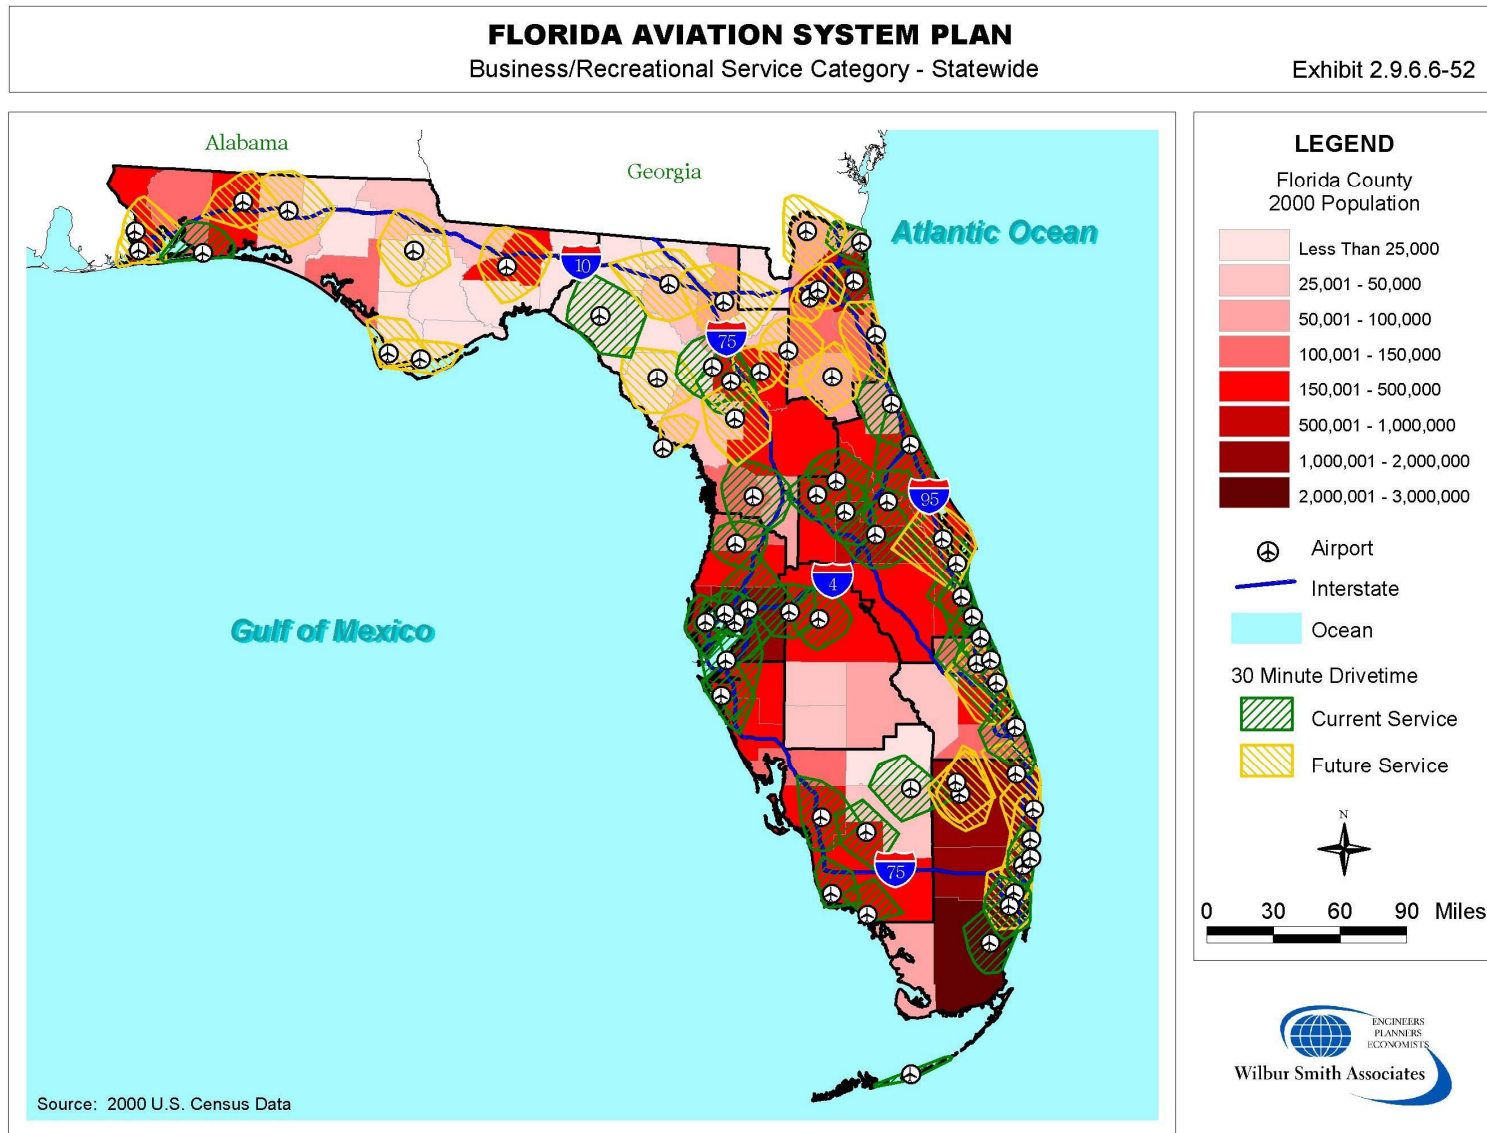 FLORIDA AVIATION SYSTEM PLAN
Business/Recreational Service Category - Statewide
Exhibit 2.9.6.6-52
Alabama
Georgia
Atlantic Ocean
10
75
95
4
Gulf of Mexico
75
Source: 2000 U.S. Census Data
LEGEND
Florida County
2000 Population
Less Than 25,000
25,001 - 50,000
50,001 - 100,000
100,001 - 150,000
150,001 - 500,000
500,001 - 1,000,000
1,000,001 - 2,000,000
2,000,001 - 3,000,000
Airport
Interstate
Ocean
30 Minute Drivetime
Current Service
Future Service
N
0 30 60 90 Miles
ENGINEERS
PLANNERS
ECONOMISTS
Wilbur Smith Associates